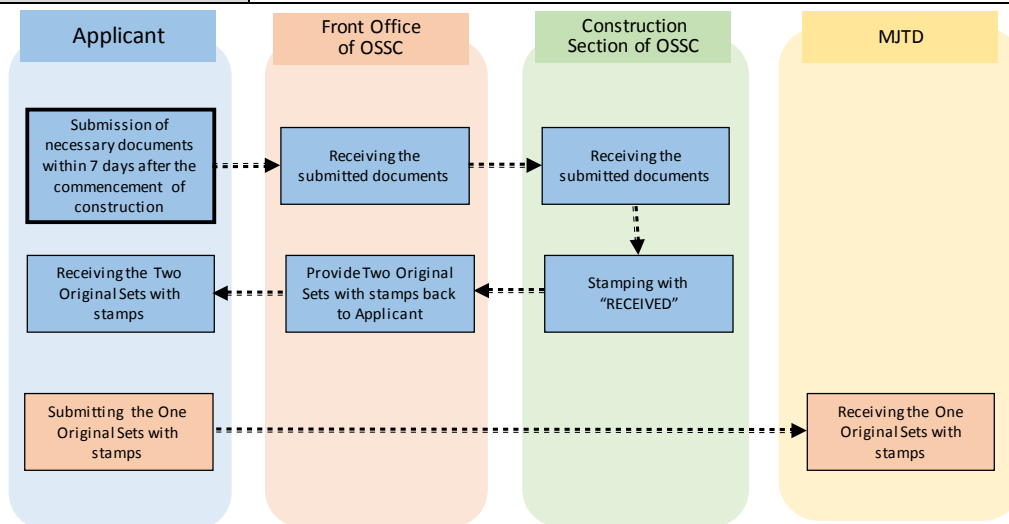 Applicant
Front Office
of OSSC
Construction
Section of OSSC
MJTD
Submission of
necessary documents
within 7 days after the
commencement of
construction
Receiving the
submitted documents
Receiving the
submitted documents
Receiving the Two
Original Sets with
stamps
Provide Two Original
Sets with stamps back
to Applicant
Stamping with
“RECEIVED”
Submitting the One
Original Sets with
stamps
Receiving the One
Original Sets with
stamps